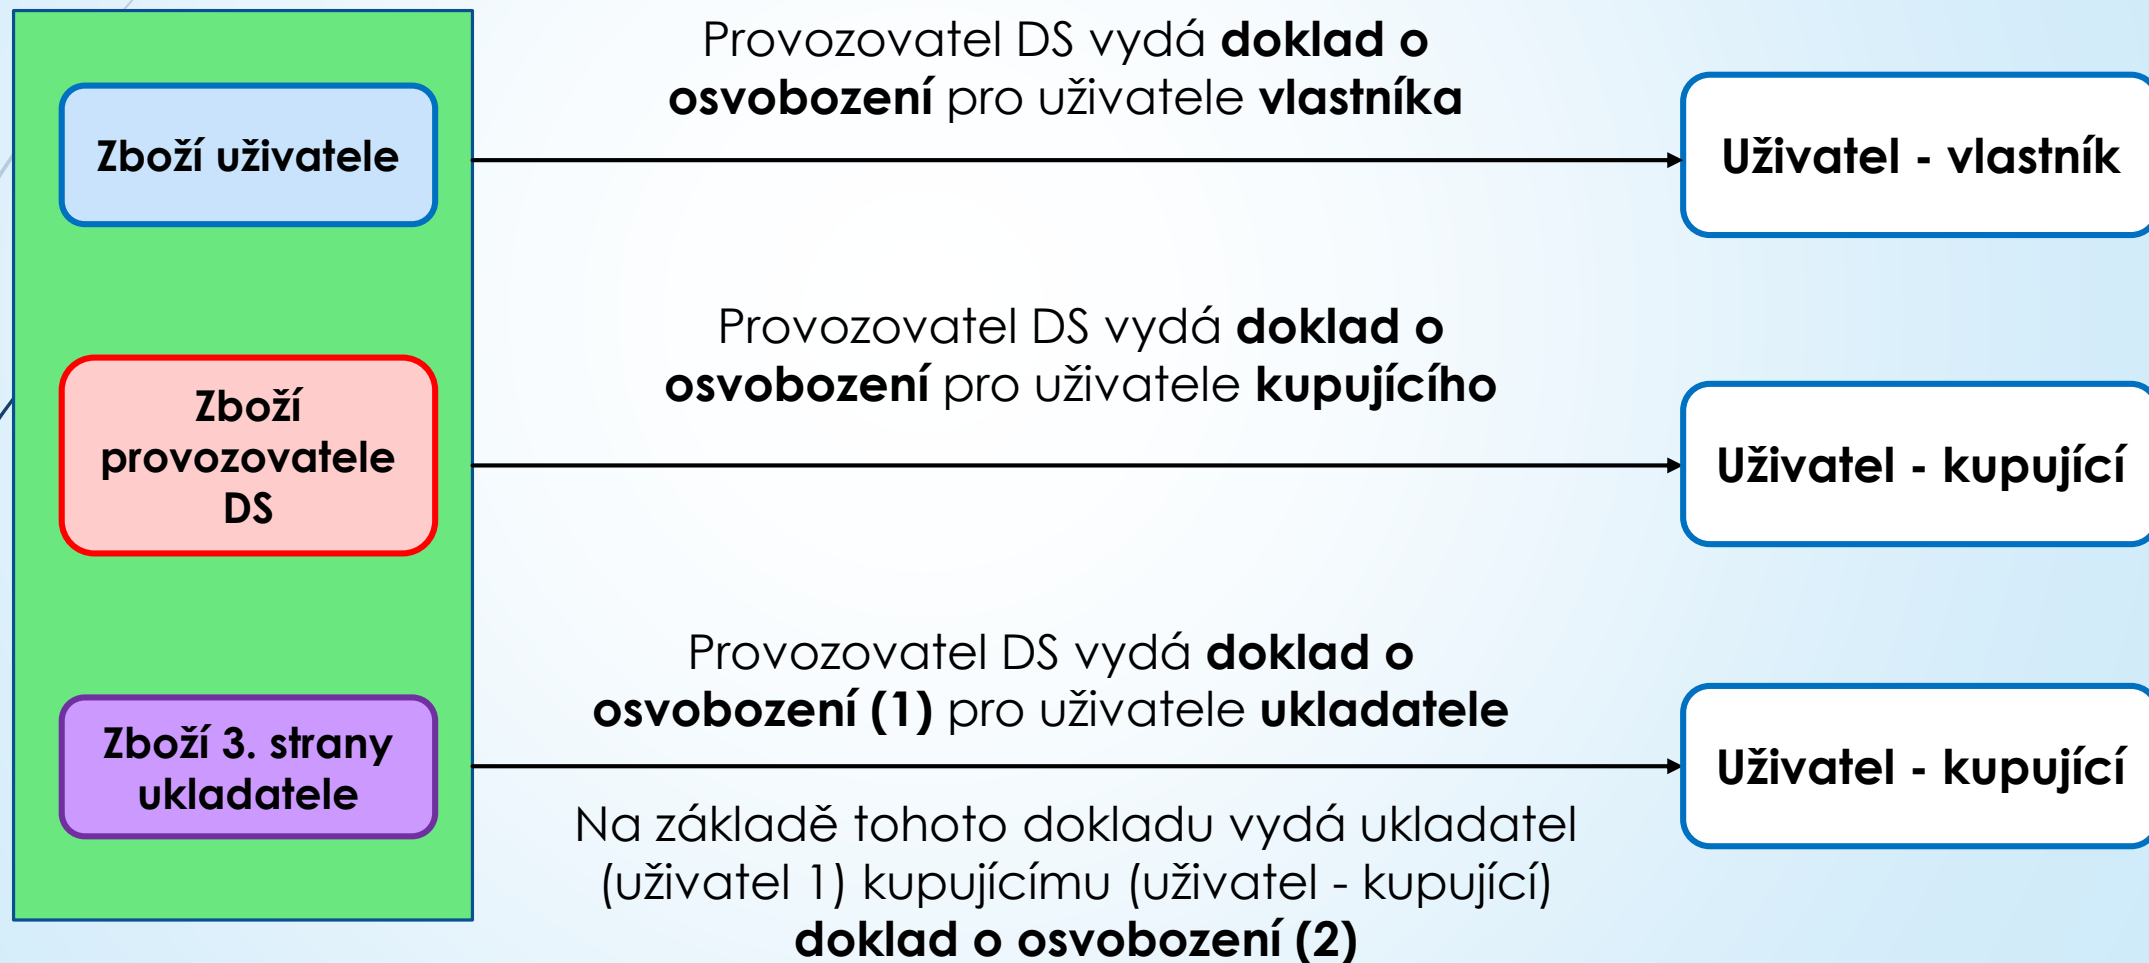 Provozovatel DS vydá doklad o
osvobození pro uživatele vlastníka
Zboží uživatele
Uživatel - vlastník
Provozovatel DS vydá doklad o
osvobození pro uživatele kupujícího
Zboží
provozovatele
DS
Uživatel - kupující
Provozovatel DS vydá doklad o
osvobození (1) pro uživatele ukladatele
Zboží 3. strany
ukladatele
Uživatel - kupující
Na základě tohoto dokladu vydá ukladatel
(uživatel 1) kupujícímu (uživatel - kupující)
doklad o osvobození (2)